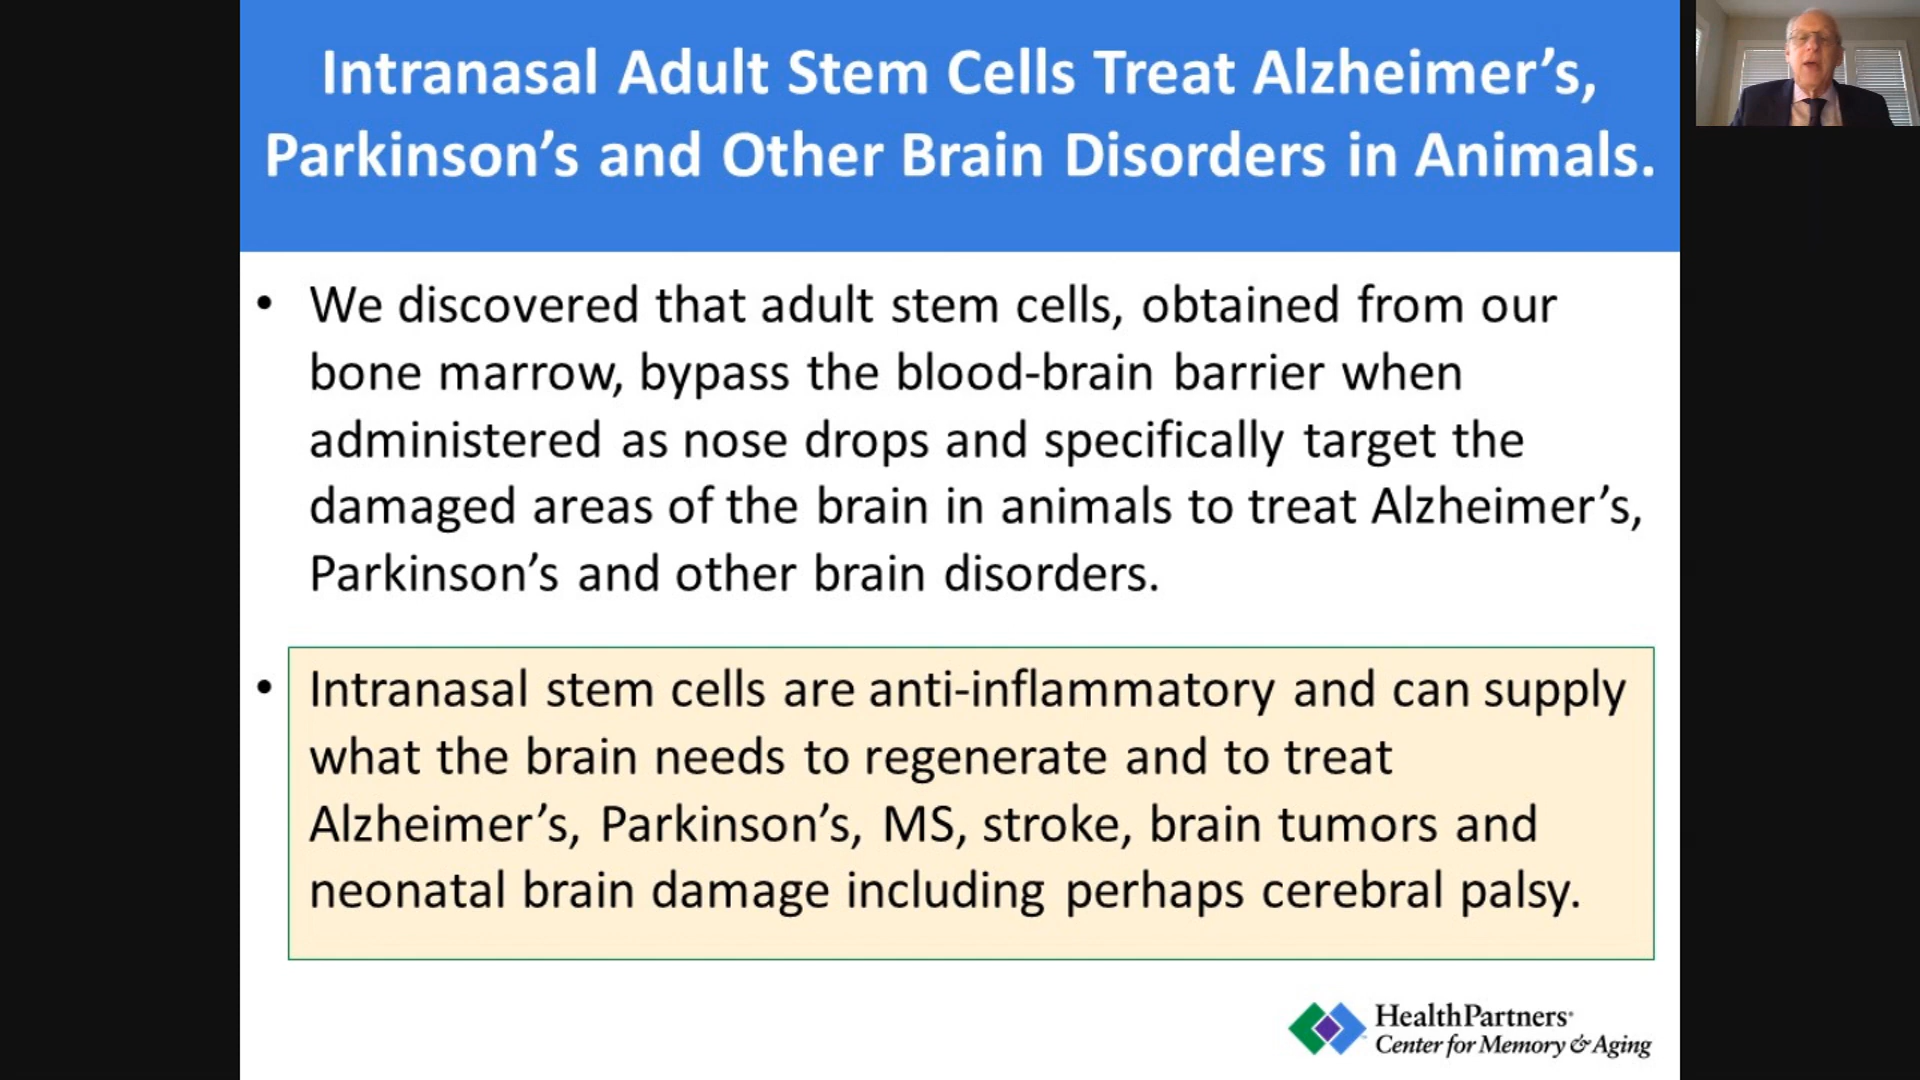 Intranasal Adult Stem Cells Treat Alzheimer’s,
Parkinson’s and Other Brain Disorders in Animals.
• We discovered that adult stem cells, obtained from our
bone marrow, bypass the blood-brain barrier when
administered as nose drops and specifically target the
damaged areas of the brain in animals to treat Alzheimer’s,
Parkinson’s and other brain disorders.
• Intranasal stem cells are anti-inflammatory and can supply
what the brain needs to regenerate and to treat
Alzheimer’s, Parkinson’s, MS, stroke, brain tumors and
neonatal brain damage including perhaps cerebral palsy.
HealthPartners®
Center for Memory & Aging